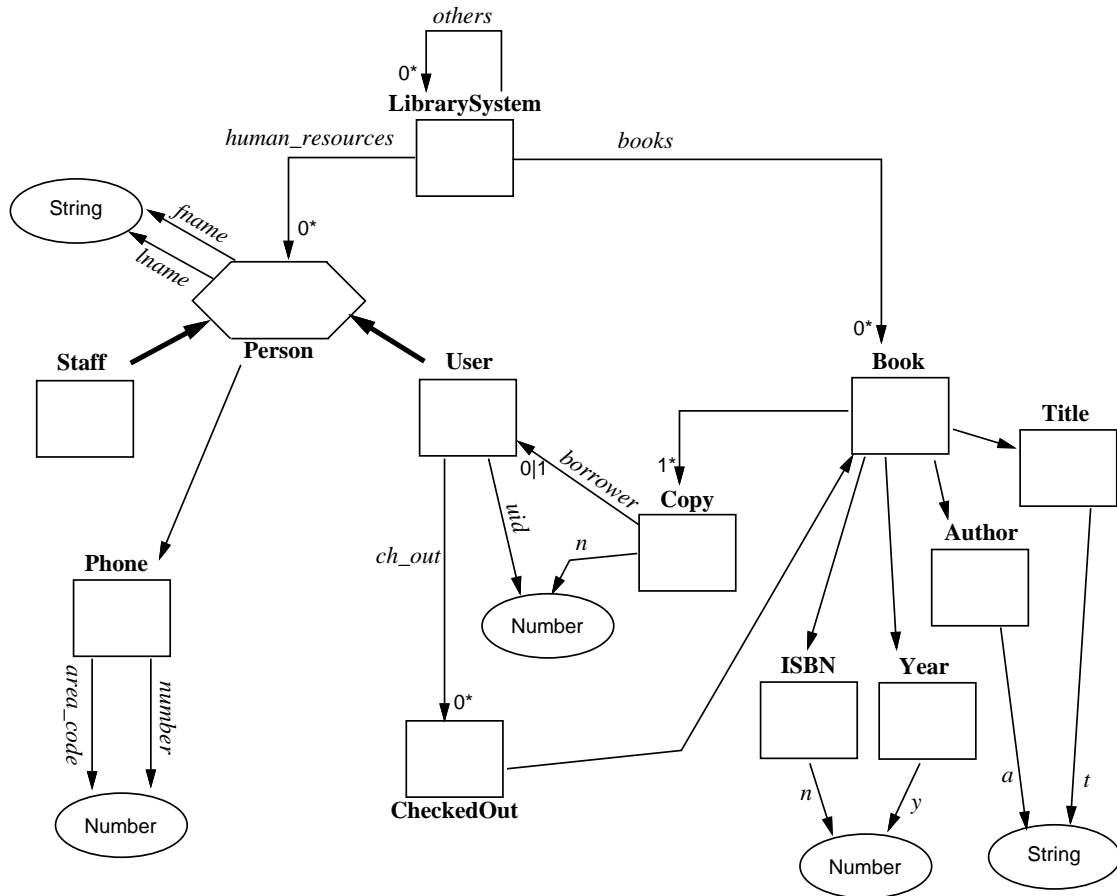 others
0*
LibrarySystem
human_resources
books
String
fname
lname
0*
0*
Person
Staff
User
Book
Title
0|1
borrower
1*
Copy
uid
n
ch_out
Author
Phone
Number
ISBN
Year
area_code
number
0*
CheckedOut
n
y
a
t
Number
Number
String